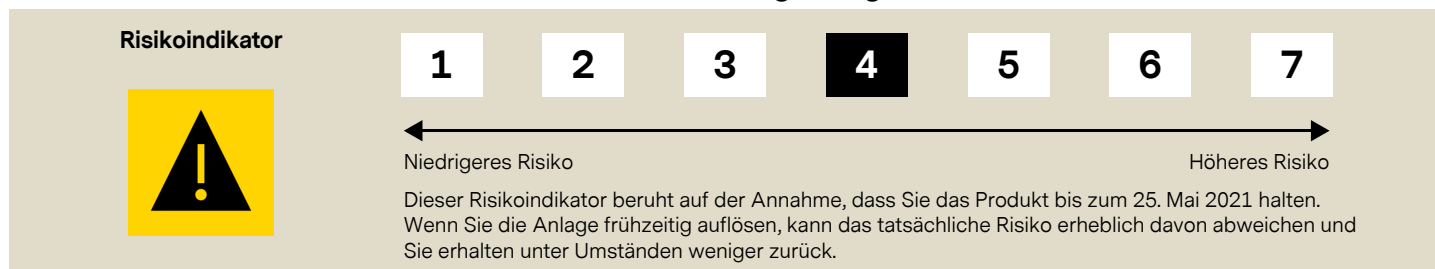 Risikoindikator
1 2 3 4 5 6 7
Niedrigeres Risiko Höheres Risiko
Dieser Risikoindikator beruht auf der Annahme, dass Sie das Produkt bis zum 25. Mai 2021 halten.
Wenn Sie die Anlage frühzeitig auflösen, kann das tatsächliche Risiko erheblich davon abweichen und
Sie erhalten unter Umständen weniger zurück.